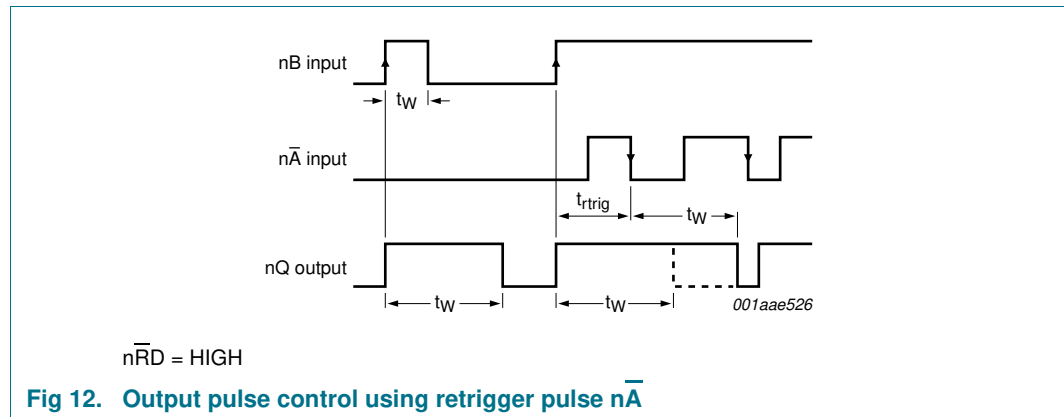 nB input
tW
nA̅ input
trtrig
tW
nQ output
tW
tW
001aae526
nR̅D = HIGH
Fig 12. Output pulse control using retrigger pulse nA̅